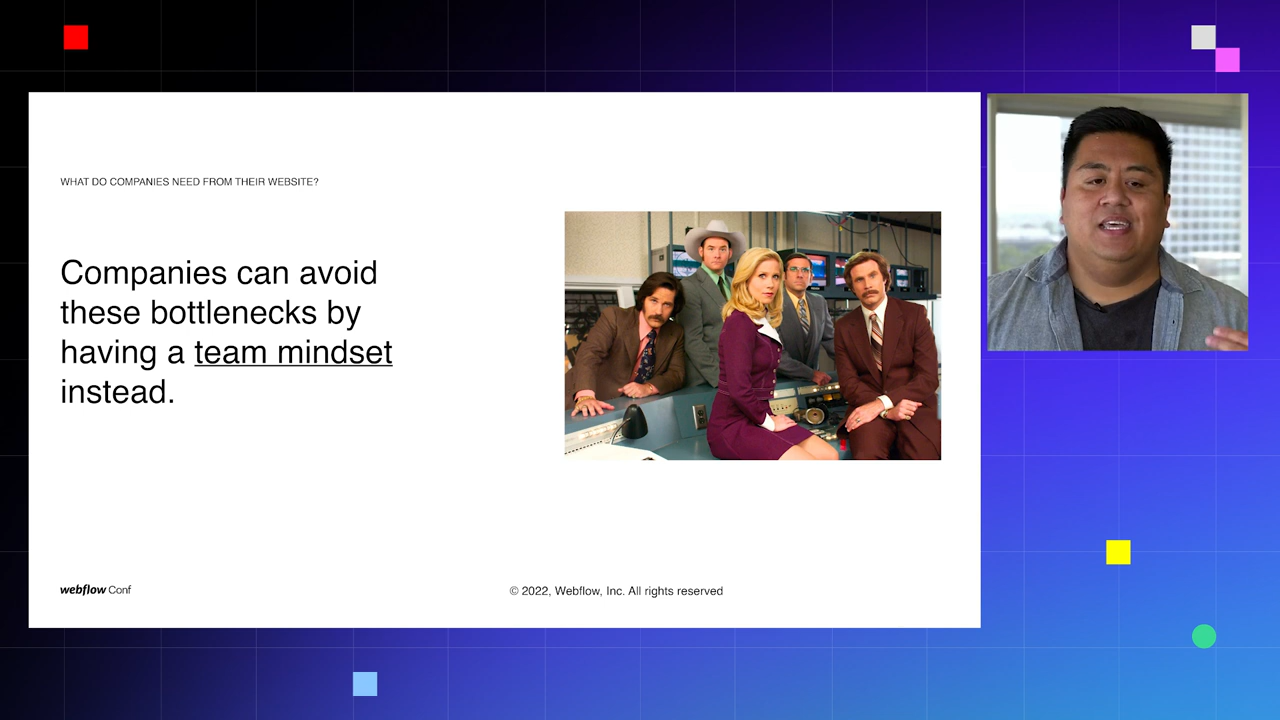 WHAT DO COMPANIES NEED FROM THEIR WEBSITE?
Companies can avoid
these bottlenecks by
having a team mindset
instead.
webflow Conf
© 2022, Webflow, Inc. All rights reserved